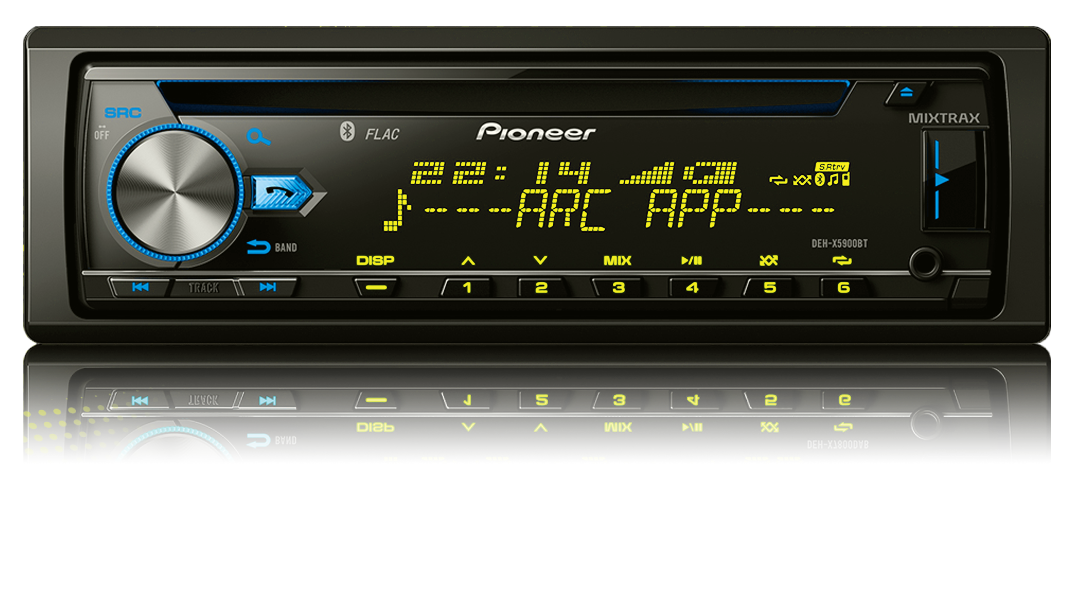 SRC
OFF
FLAC
Pioneer
MIXTRAX
22:14
S.Rtrv
----ARC APP----
BAND
DEH-X5900BT
DISP MIX
TRACK 1 2 3 4 5 6